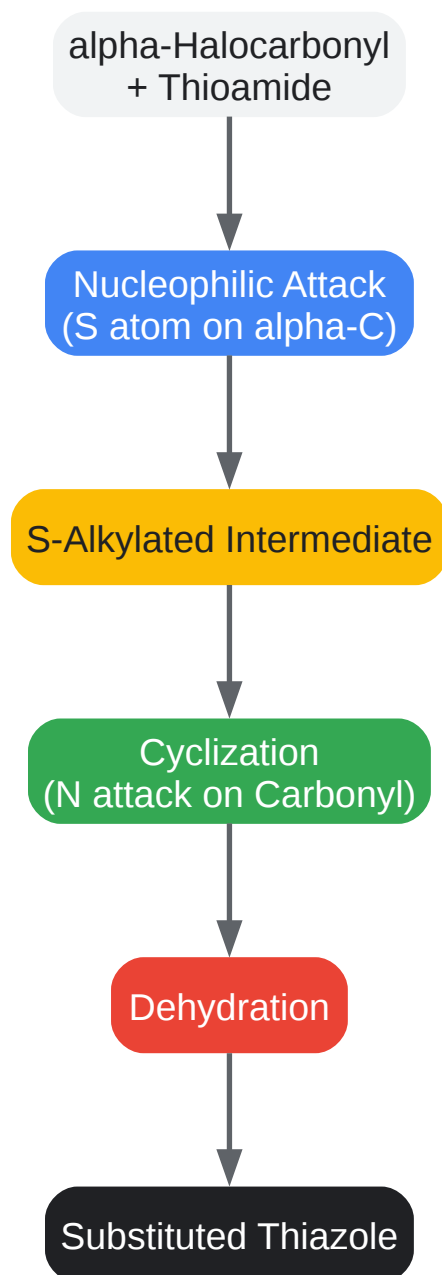 alpha-Halocarbonyl
+ Thioamide
Nucleophilic Attack
(S atom on alpha-C)
S-Alkylated Intermediate
Cyclization
(N attack on Carbonyl)
Dehydration
Substituted Thiazole